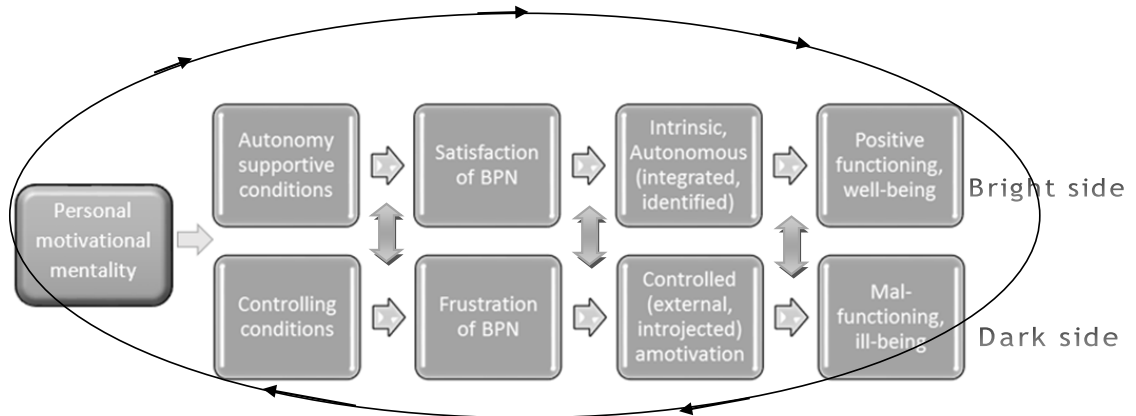 Personal
motivational
mentality
Autonomy
supportive
conditions
Satisfaction
of BPN
Intrinsic,
Autonomous
(integrated,
identified)
Positive
functioning,
well-being
Bright side
Controlling
conditions
Frustration
of BPN
Controlled
(external,
introjected)
amotivation
Mal-
functioning,
ill-being
Dark side